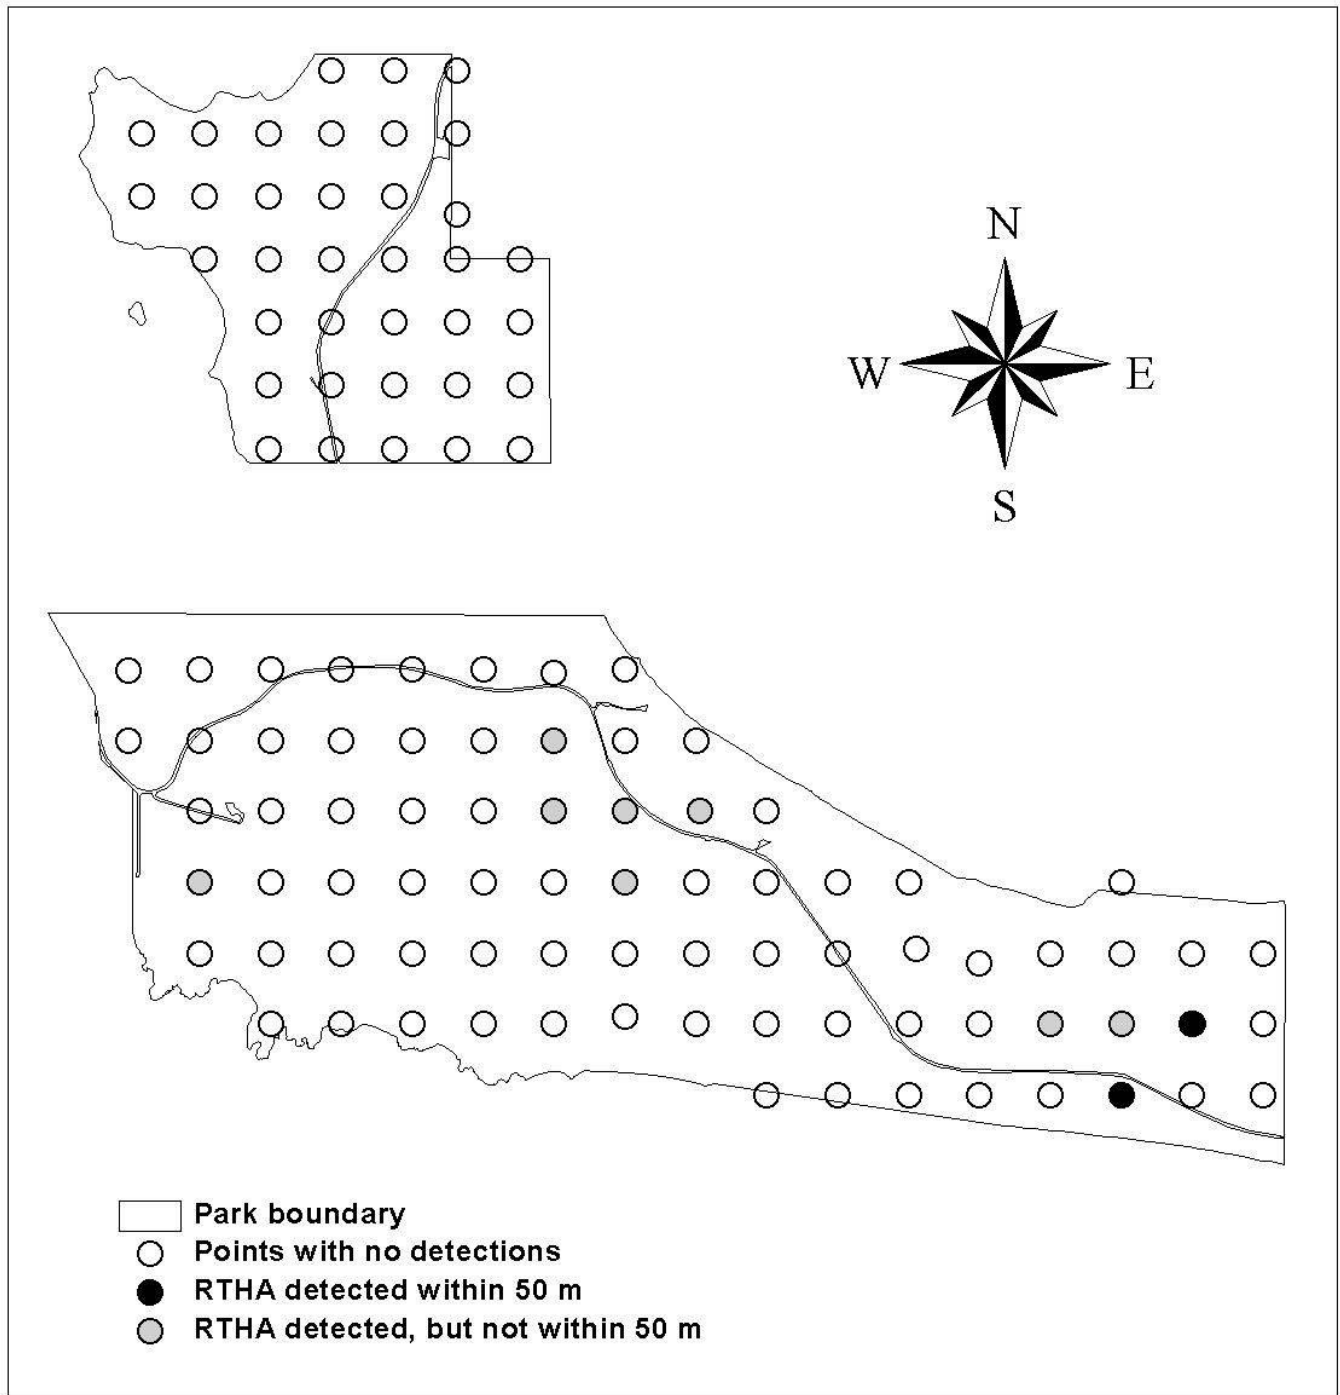 N
W
E
S
Park boundary
Points with no detections
RTHA detected within 50 m
RTHA detected, but not within 50 m